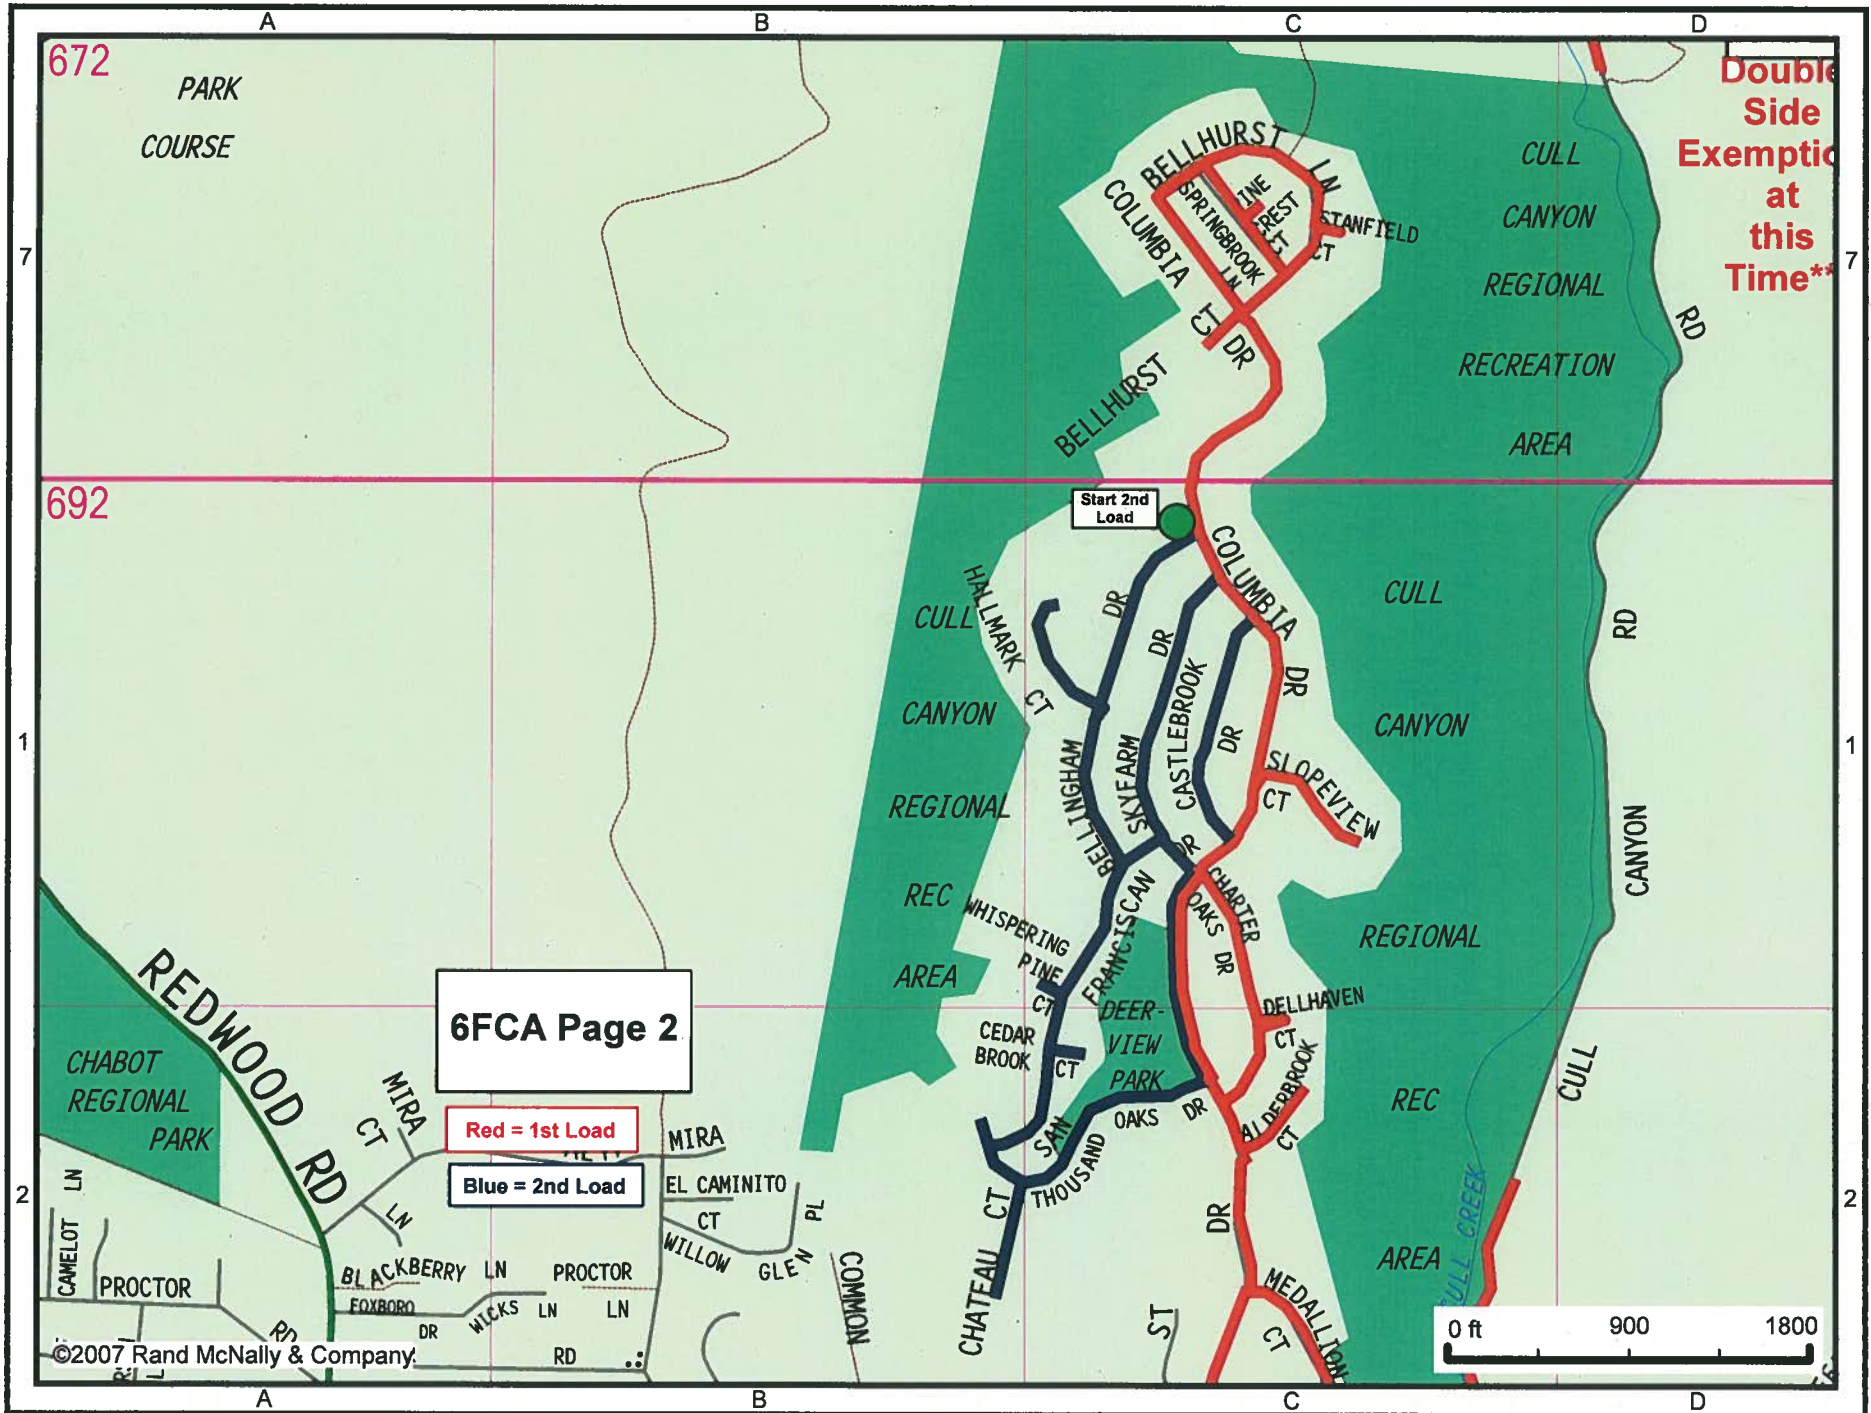 A B C D
672
PARK
COURSE
Double
Side
Exemptio
at
this
Time**
7
7
BELLHURST LN
PINE
CREST
CT
SPRINGBROOK
LN
STANFIELD
CT
COLUMBIA
DR
CT
BELLHURST
CULL
CANYON
REGIONAL
RECREATION
AREA
RD
692
Start 2nd
Load
COLUMBIA
DR
HALLMARK CT
DR
DR
CASTLEBROOK
DR
BELLINGHAM
SKYFARM
DR
SLOPEVIEW
CT
CULL
CANYON
REGIONAL
REC
AREA
CULL
CANYON
REGIONAL
REC
AREA
RD
CANYON
CULL
1
1
WHISPERING
PINE
CT
FRANCISCAN
SAN
CHARTER
OAKS DR
DELLHAVEN
CT
DEER-
VIEW
PARK
CEDAR
BROOK
CT
ALDERBROOK
CT
THOUSAND
OAKS
DR
REDWOOD RD
6FCA Page 2
CHABOT
REGIONAL
PARK
MIRA
CT
Red = 1st Load
MIRA
Blue = 2nd Load
EL CAMINITO
CT
LN
2
2
LN
CAMELOT
PROCTOR
BLACKBERRY LN
PROCTOR
LN
FOXBORO
DR
WICKS LN
WILLOW
GLEN
PL
COMMON
CT
CHATEAU
DR
MEDALLION
CT
ST
CULL CREEK
RD
RD
©2007 Rand McNally & Company
0 ft 900 1800
A B C D